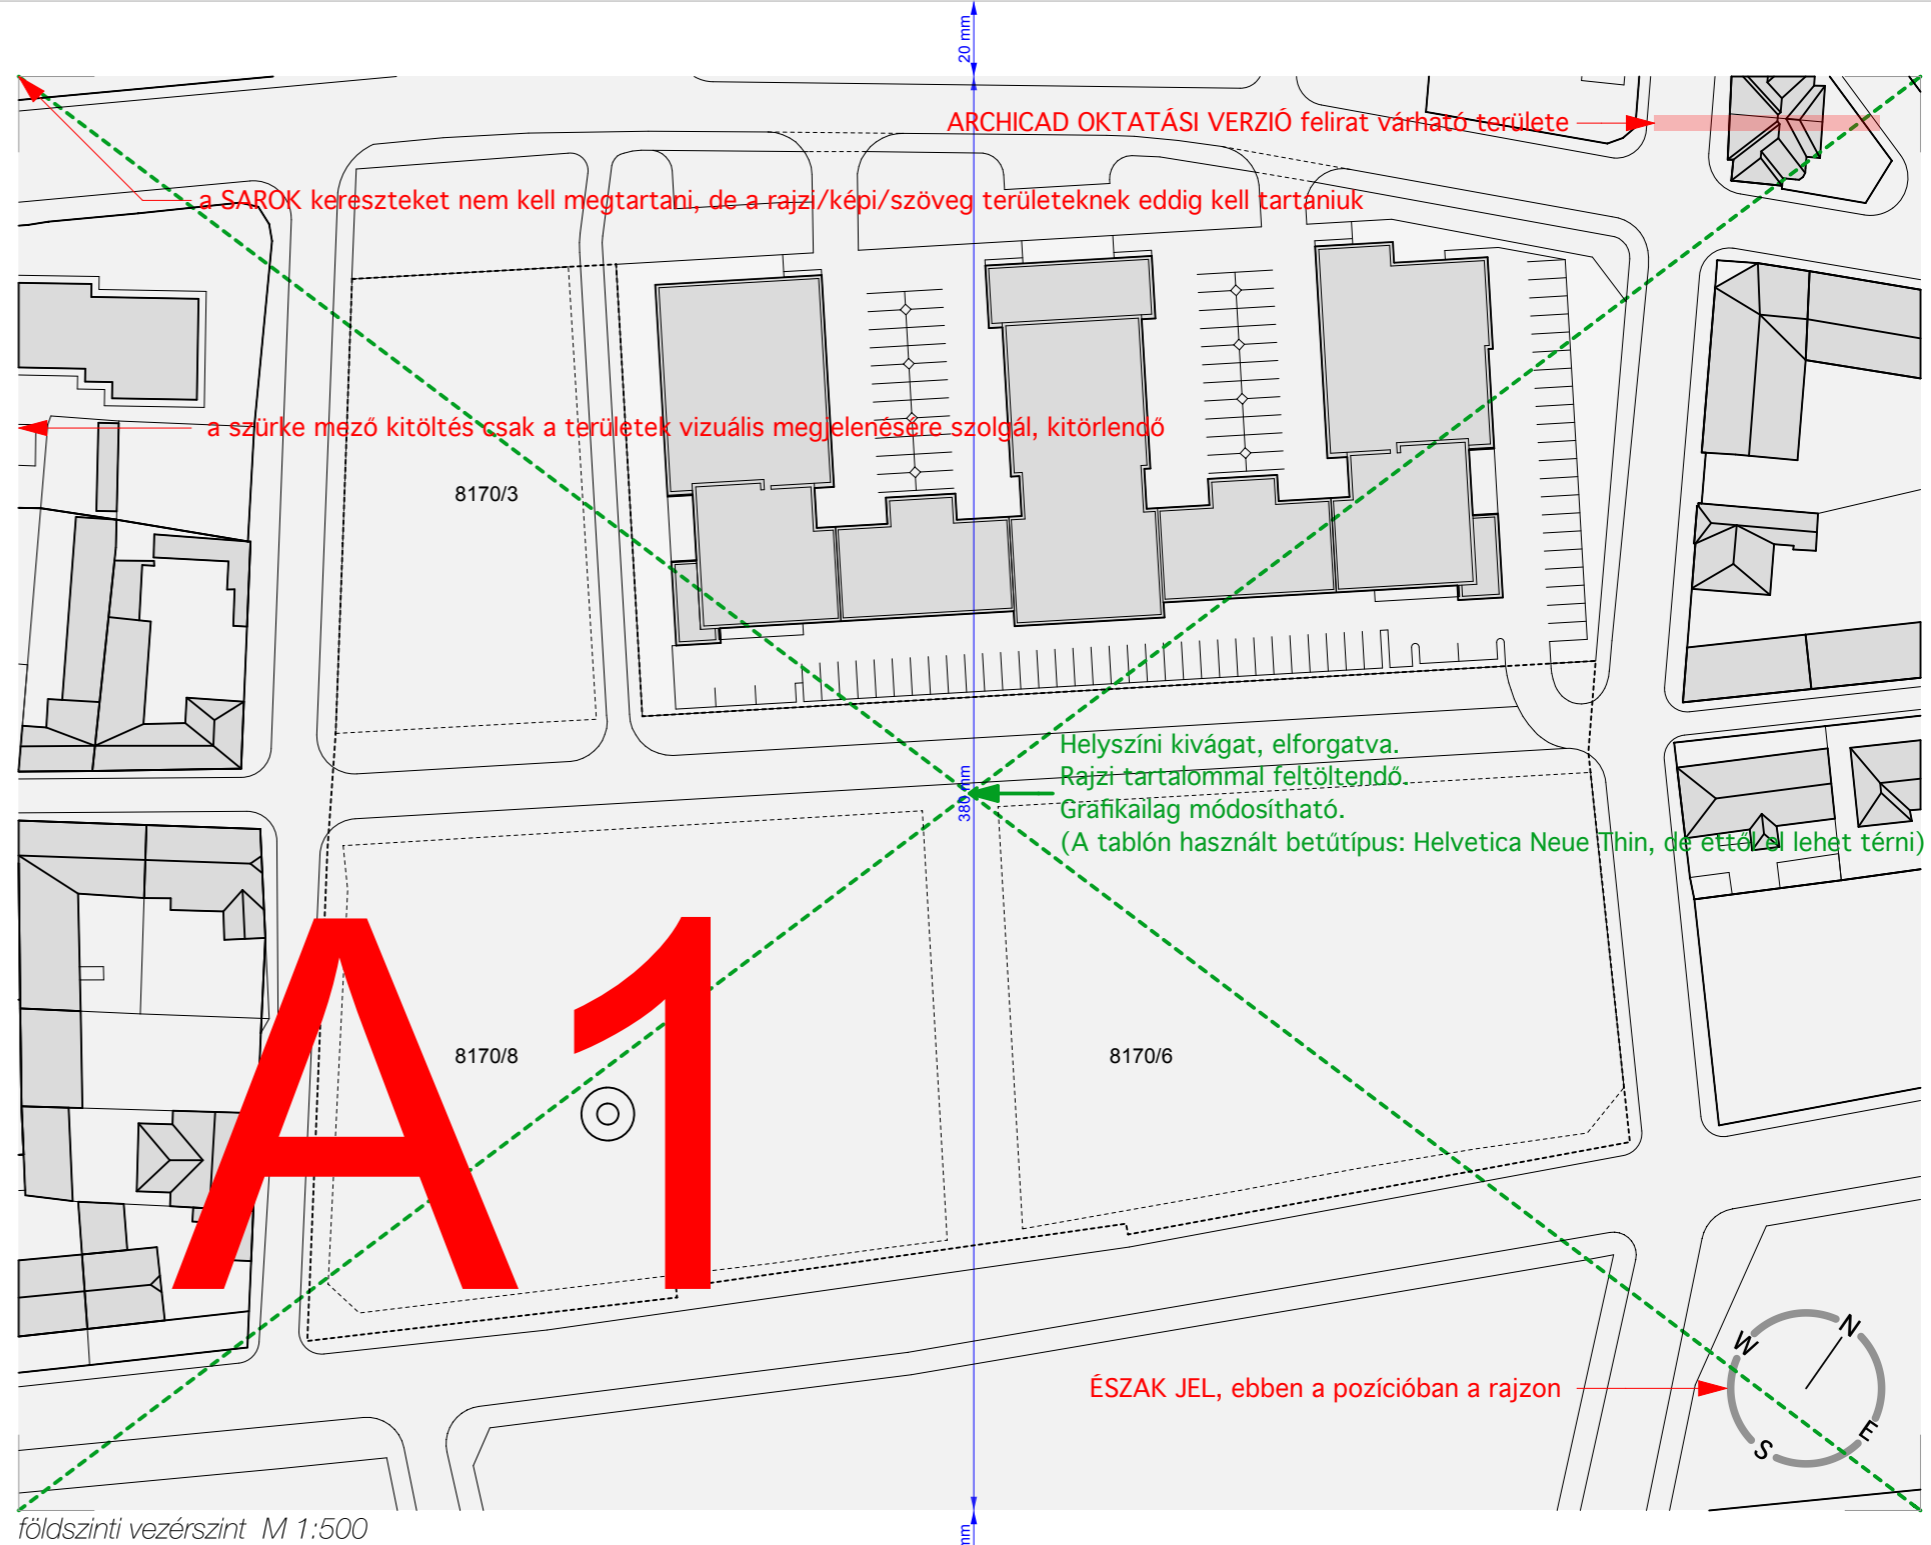 20 mm
ARCHICAD OKTATÁSI VERZIÓ felirat várható területe
a SAROK kereszteket nem kell megtartani, de a rajzi/képi/szöveg területeknek eddig kell tartaniuk
a szürke mező kitöltés csak a területek vizuális megjelenésére szolgál, kitörlendő
8170/3
Helyszíni kivágat, elforgatva.
Rajzi tartalommal feltöltendő.
380 mm
Grafikailag módosítható.
(A tablón használt betűtípus: Helvetica Neue Thin, de ettől el lehet térni)
A1
8170/8
8170/6
N
W
ÉSZAK JEL, ebben a pozícióban a rajzon
E
S
földszinti vezérszint M 1:500
mm